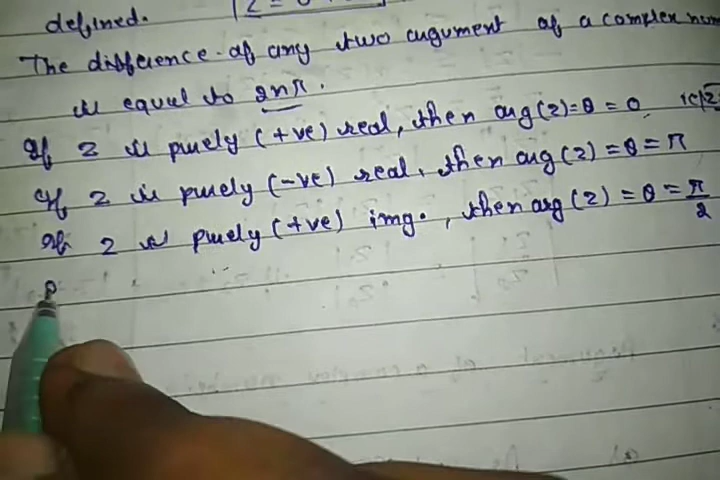 defined.
The difference of any two argument of a complex
is equal to 2nπ.
If z is purely (+ve) real, then arg(z)=θ = 0
If z is purely (-ve) real, then arg(z) = θ = π
If z is purely (+ve) img., then arg(z) = θ = π/2